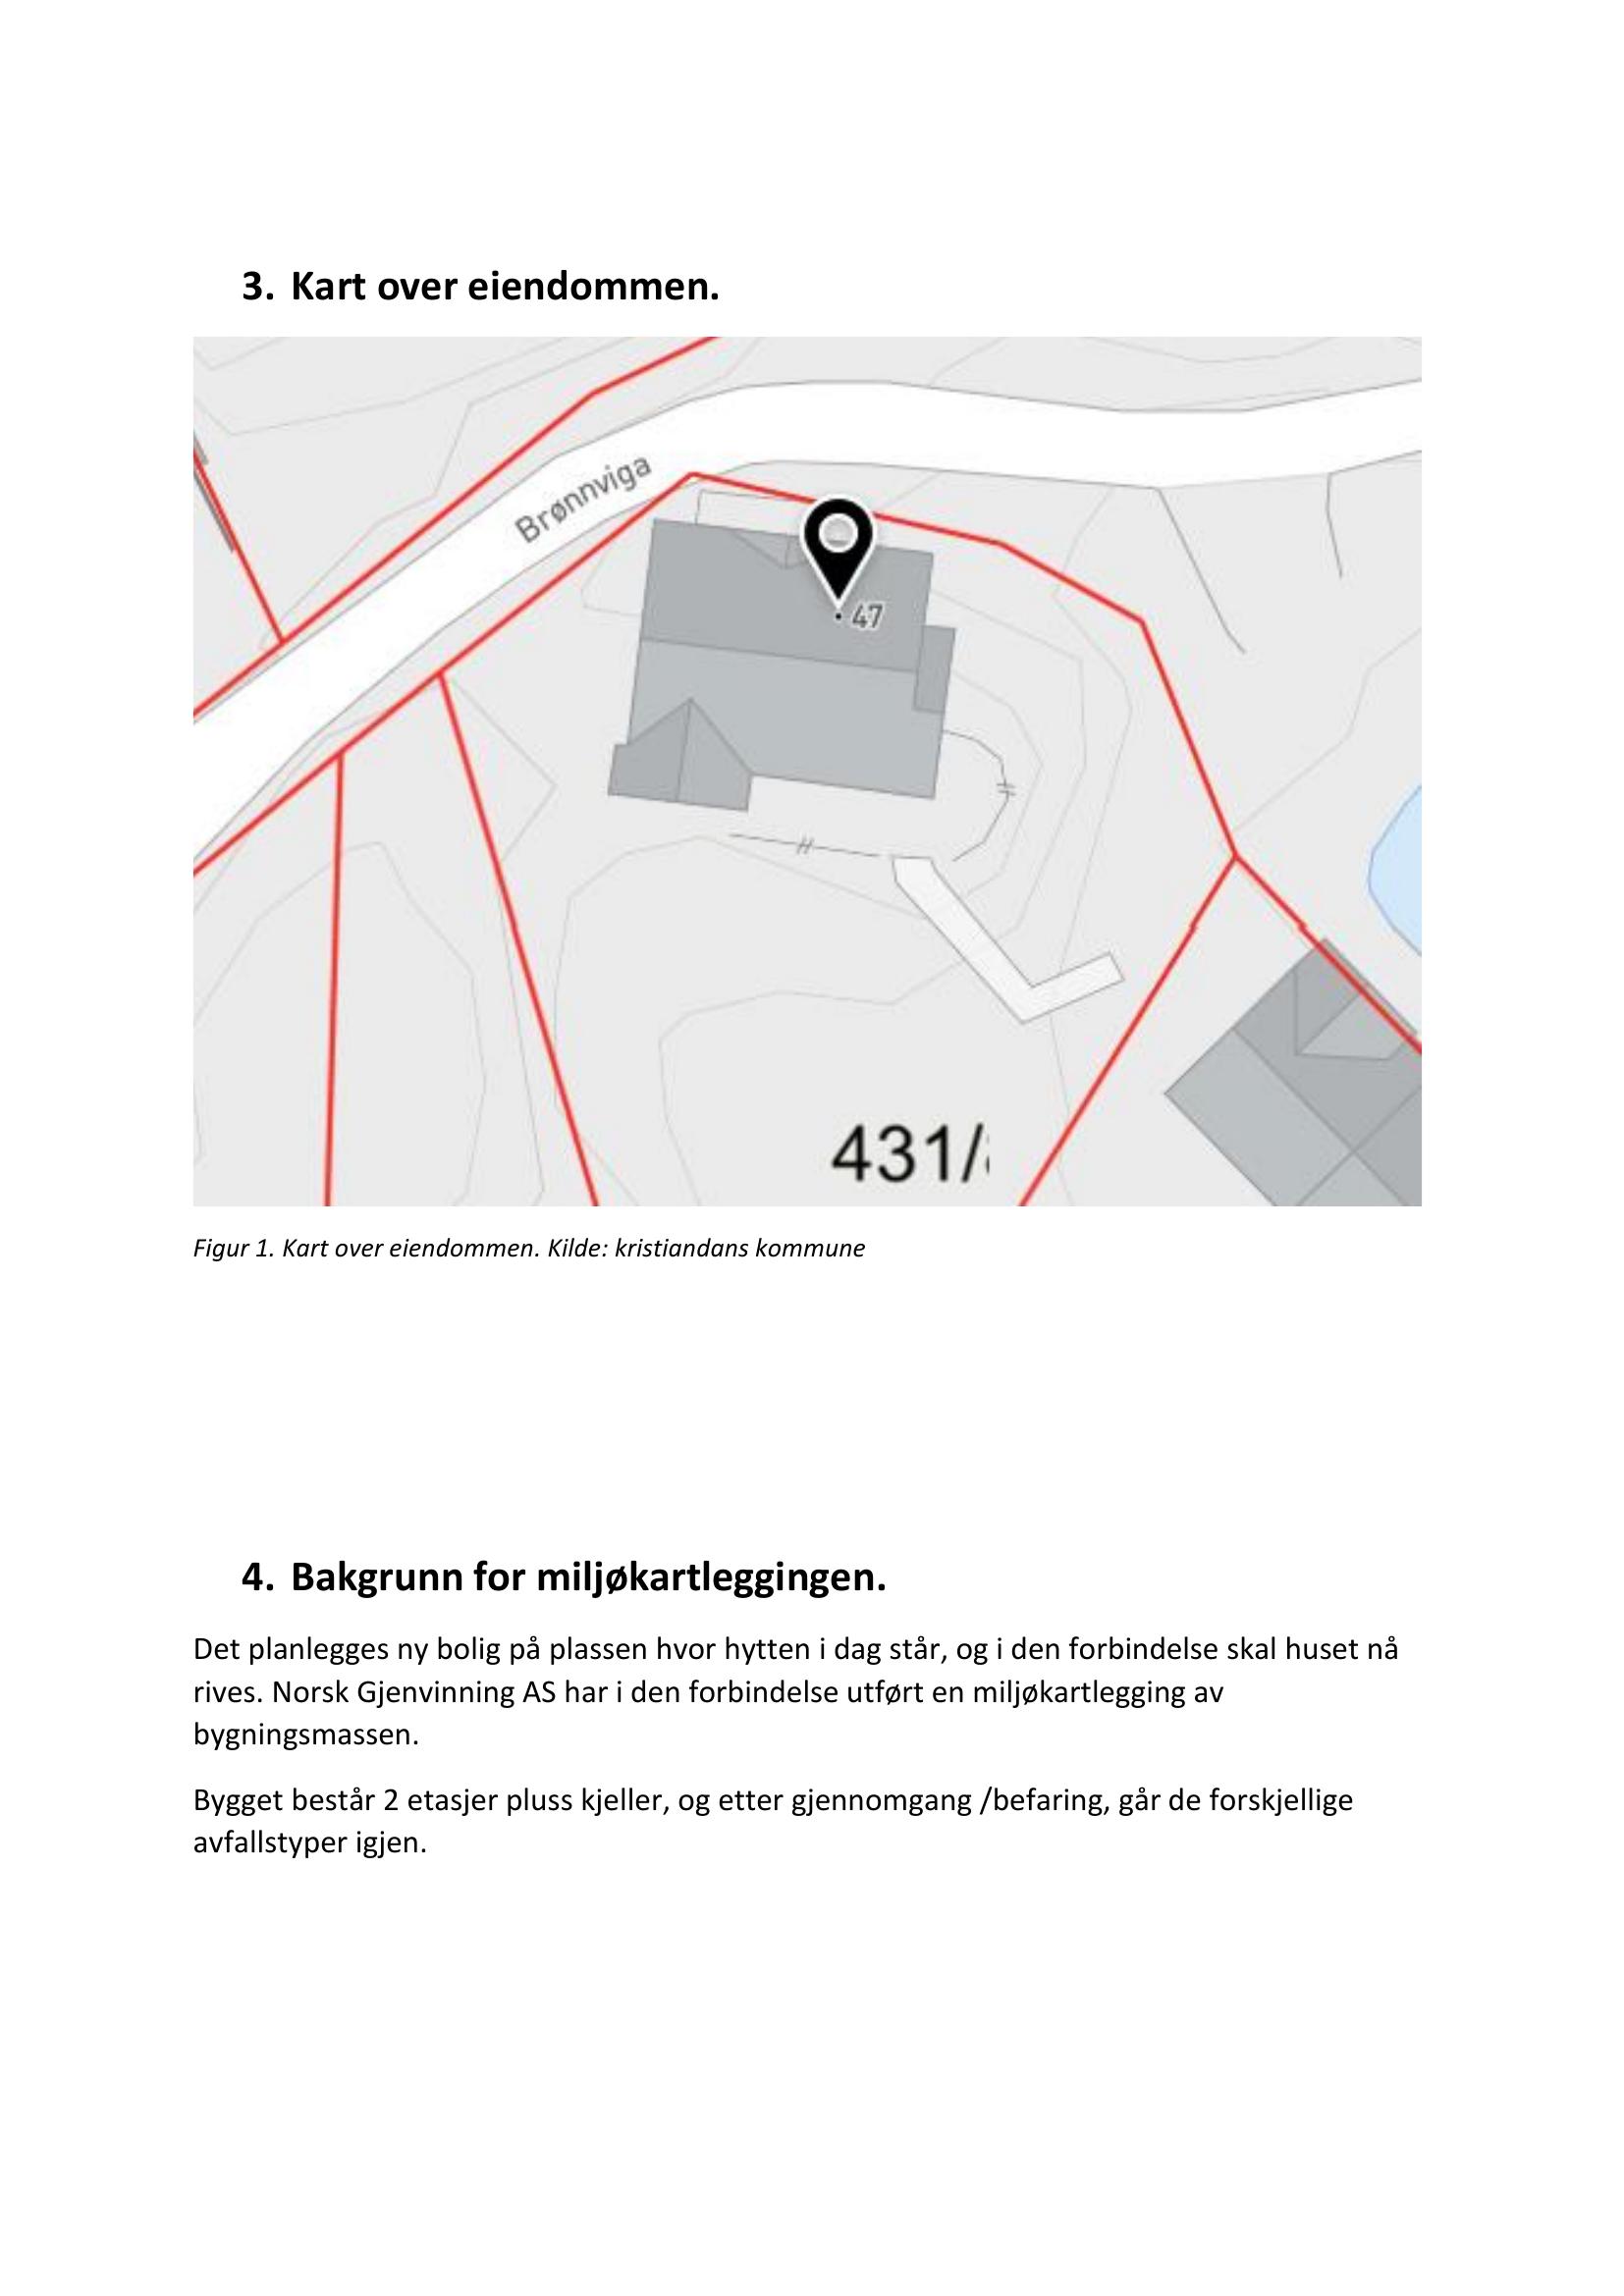 3. Kart over eiendommen.
Brønnviga
47
431/
Figur 1. Kart over eiendommen. Kilde: kristiandans kommune
4. Bakgrunn for miljøkartleggingen.
Det planlegges ny bolig på plassen hvor hytten i dag står, og i den forbindelse skal huset nå
rives. Norsk Gjenvinning AS har i den forbindelse utført en miljøkartlegging av
bygningsmassen.
Bygget består 2 etasjer pluss kjeller, og etter gjennomgang /befaring, går de forskjellige
avfallstyper igjen.